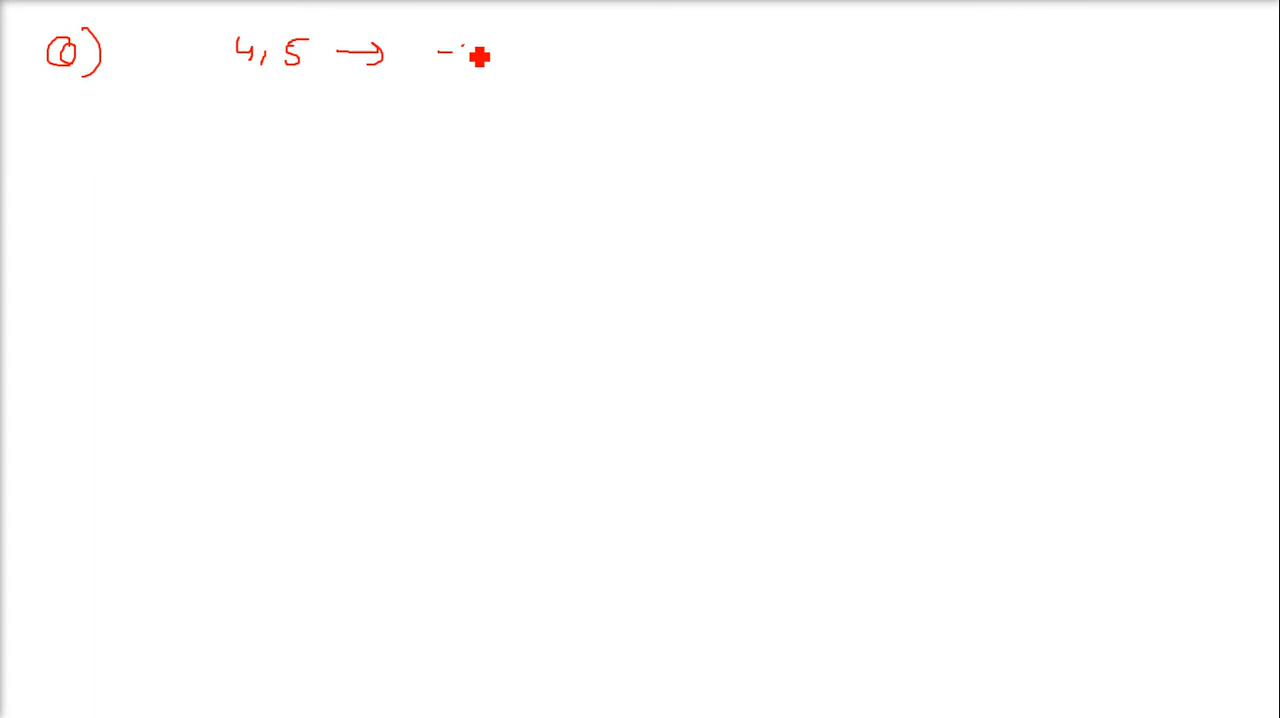 Q) 4, 5 → -